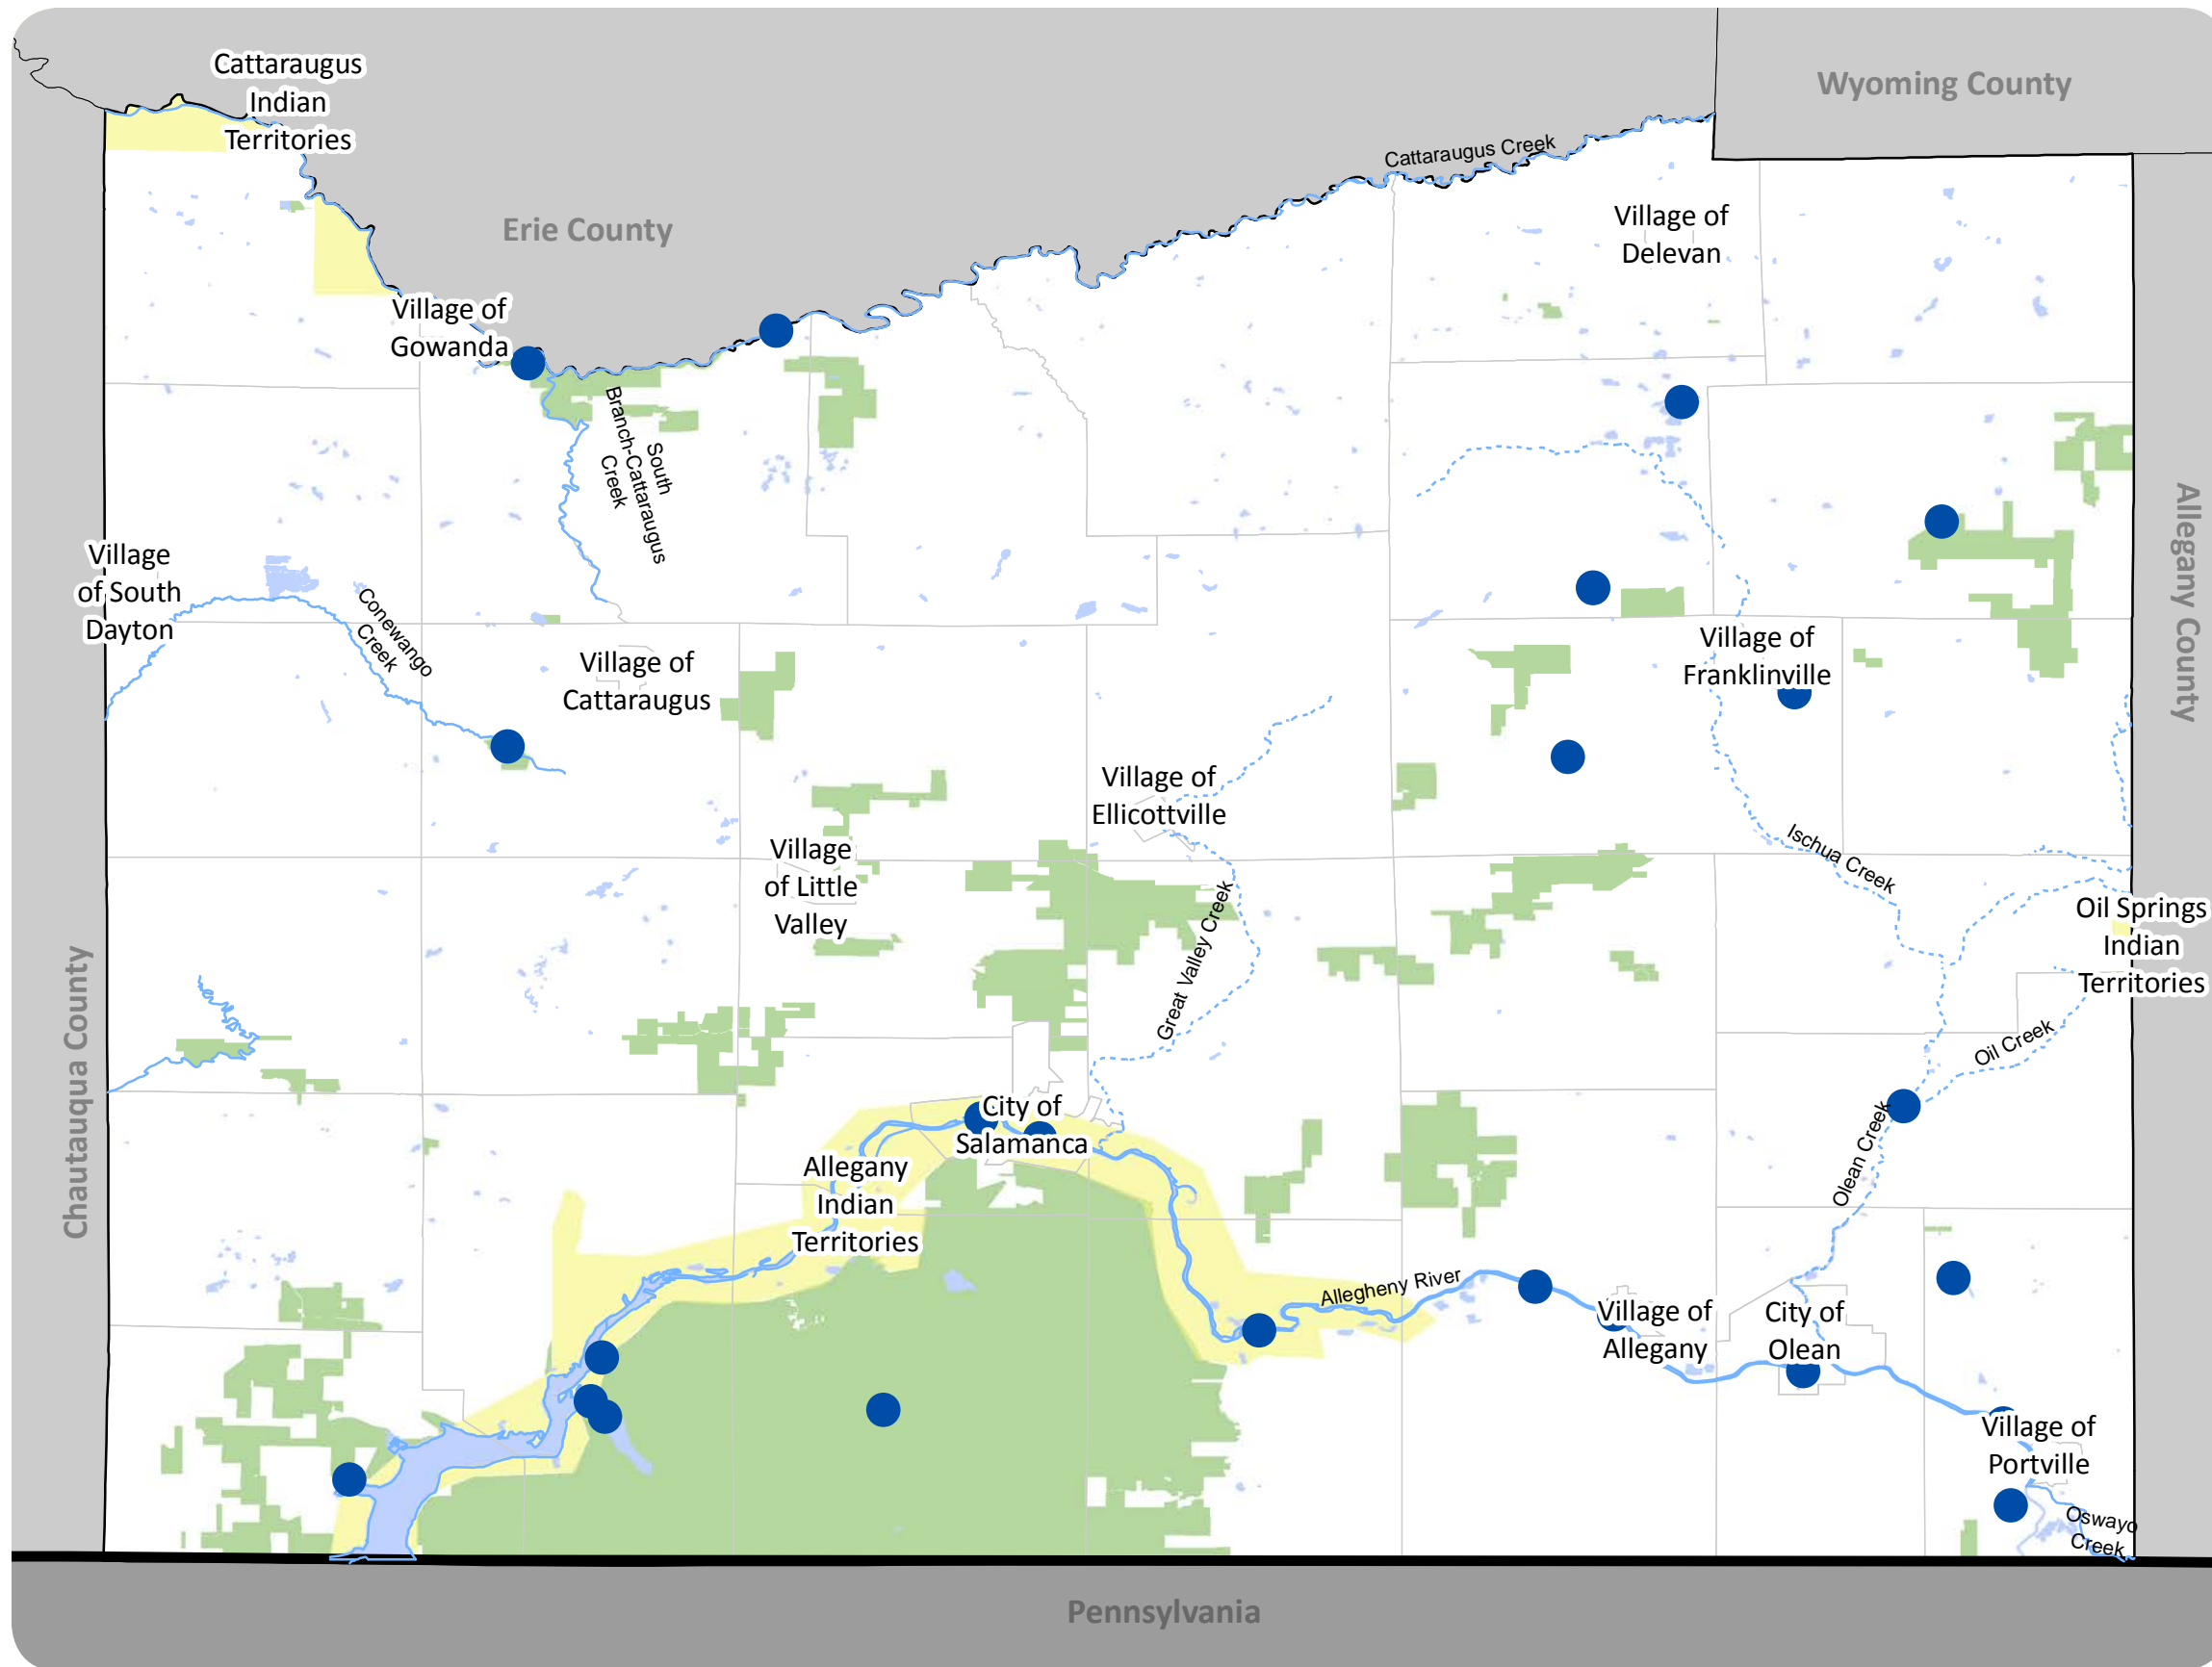 Cattaraugus
Indian
Territories
Wyoming County
Cattaraugus Creek
Erie County
Village of
Delevan
Village of
Gowanda
South
Branch-Cattaraugus
Creek
Allegany County
Village
of South
Dayton
Conewango
Creek
Village of
Cattaraugus
Village of
Franklinville
Village of
Ellicottville
Village
of Little
Valley
Ischua Creek
Great Valley Creek
Oil Springs
Indian
Territories
Chautauqua County
Oil Creek
City of
Salamanca
Olean Creek
Allegany
Indian
Territories
Allegheny River
Village of
Allegany
City of
Olean
Village of
Portville
Oswayo
Creek
Pennsylvania